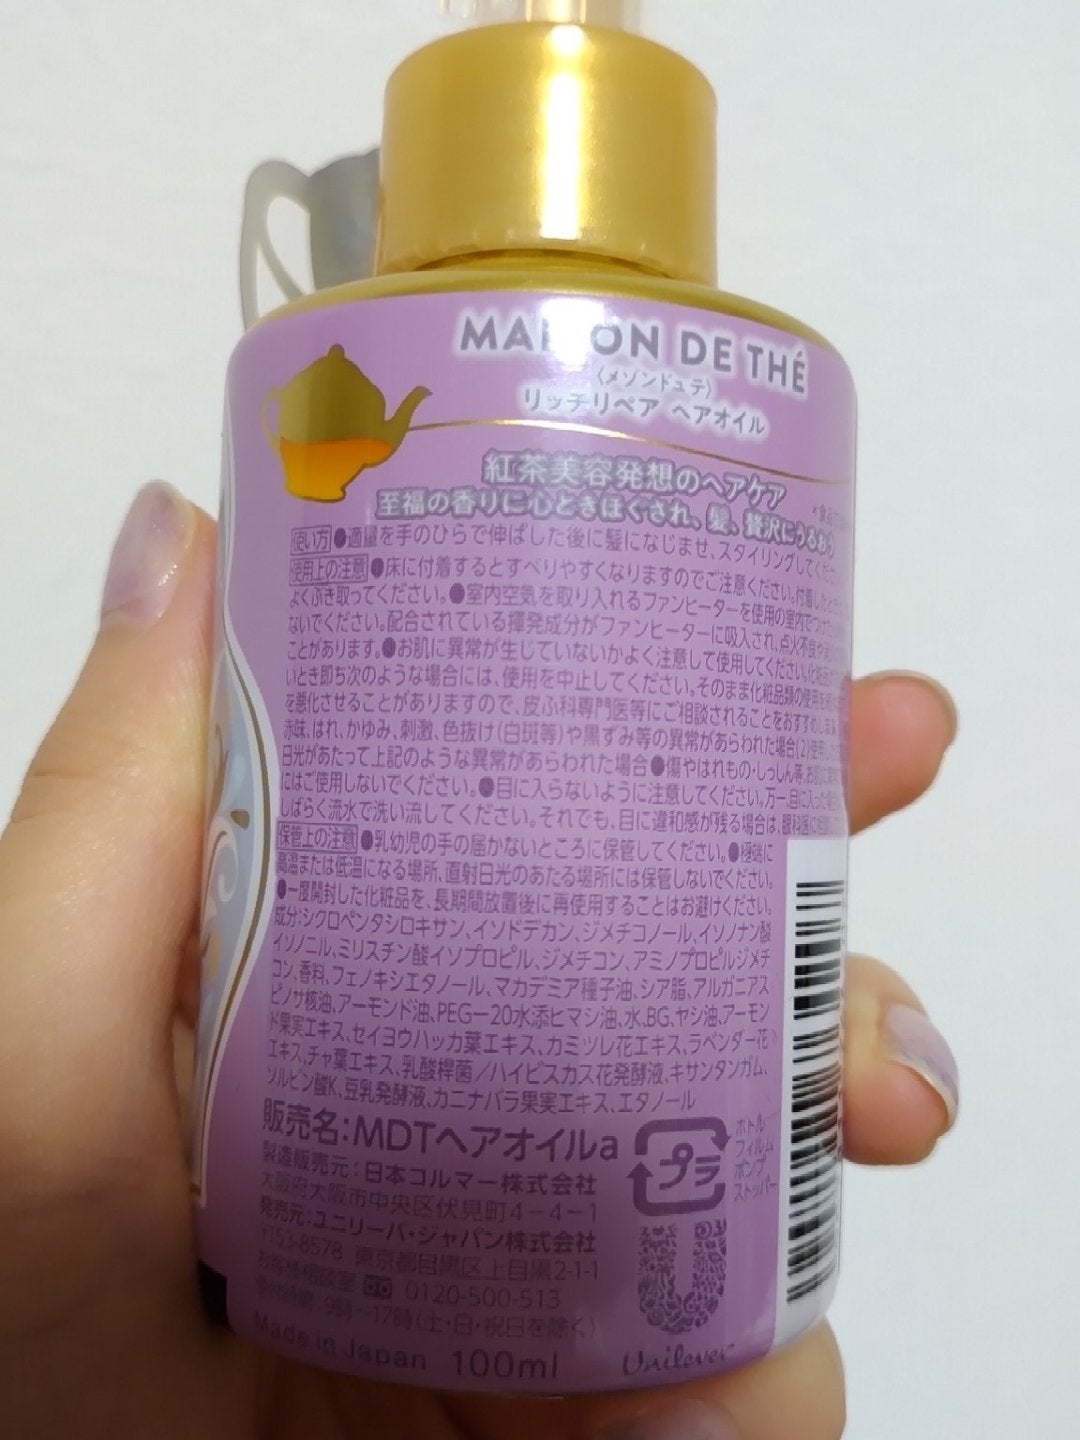 MAISON DE THÉ
〈メゾンドュテ〉
リッチリペア ヘアオイル
紅茶美容発想のヘアケア
至福の香りに心ときほぐされ、髪、贅沢にうるおう
使い方 ●適量を手のひらで伸ばした後に髪になじませ、スタイリングしてください。
使用上の注意 ●床に付着するとすべりやすくなりますのでご注意ください。付着したときは
よくふき取ってください。●室内空気を取り入れるファンヒーターを使用の室内で
ないでください。配合されている揮発成分がファンヒーターに吸入され、点火不良や
ことがあります。●お肌に異常が生じていないかよく注意して使用してください。化粧品が
いとき即ち次のような場合には、使用を中止してください。そのまま化粧品類の使用を
を悪化させることがありますので、皮ふ科専門医等にご相談されることをおすすめします。
赤味、はれ、かゆみ、刺激、色抜け(白斑等)や黒ずみ等の異常があらわれた場合(2)使用した
日光があたって上記のような異常があらわれた場合●傷やはれもの・しっしん等、お肌に
にはご使用しないでください。●目に入らないように注意してください。万一、目に入った
しばらく流水で洗い流してください。それでも、目に違和感が残る場合は、眼科医に
保管上の注意 ●乳幼児の手の届かないところに保管してください。●極端に
高温または低温になる場所、直射日光のあたる場所には保管しないでください。
●一度開封した化粧品を、長期間放置後に再使用することはお避けください。
成分:シクロペンタシロキサン、イソドデカン、ジメチコノール、イソノナン酸
イソノニル、ミリスチン酸イソプロピル、ジメチコン、アミノプロピルジメチ
コン、香料、フェノキシエタノール、マカデミア種子油、シア脂、アルガニアス
ピノサ核油、アーモンド油、PEG-20水添ヒマシ油、水、BG、ヤシ油、アーモン
ド果実エキス、セイヨウハッカ葉エキス、カミツレ花エキス、ラベンダー花
エキス、チャ葉エキス、乳酸桿菌/ハイビスカス花発酵液、キサンタンガム、
ソルビン酸K、豆乳発酵液、カニナバラ果実エキス、エタノール
販売名:MDTヘアオイルa
製造販売元:日本コルマー株式会社
大阪府大阪市中央区伏見町4-4-1
発売元:ユニリーバ・ジャパン株式会社
〒153-8578 東京都目黒区上目黒2-1-1
お客様相談室 0120-500-513
受付時間:9時〜17時(土・日・祝日を除く)
Made in Japan 100ml
プラ
ボトル
フィルム
ポンプ
ストッパー
Unilever